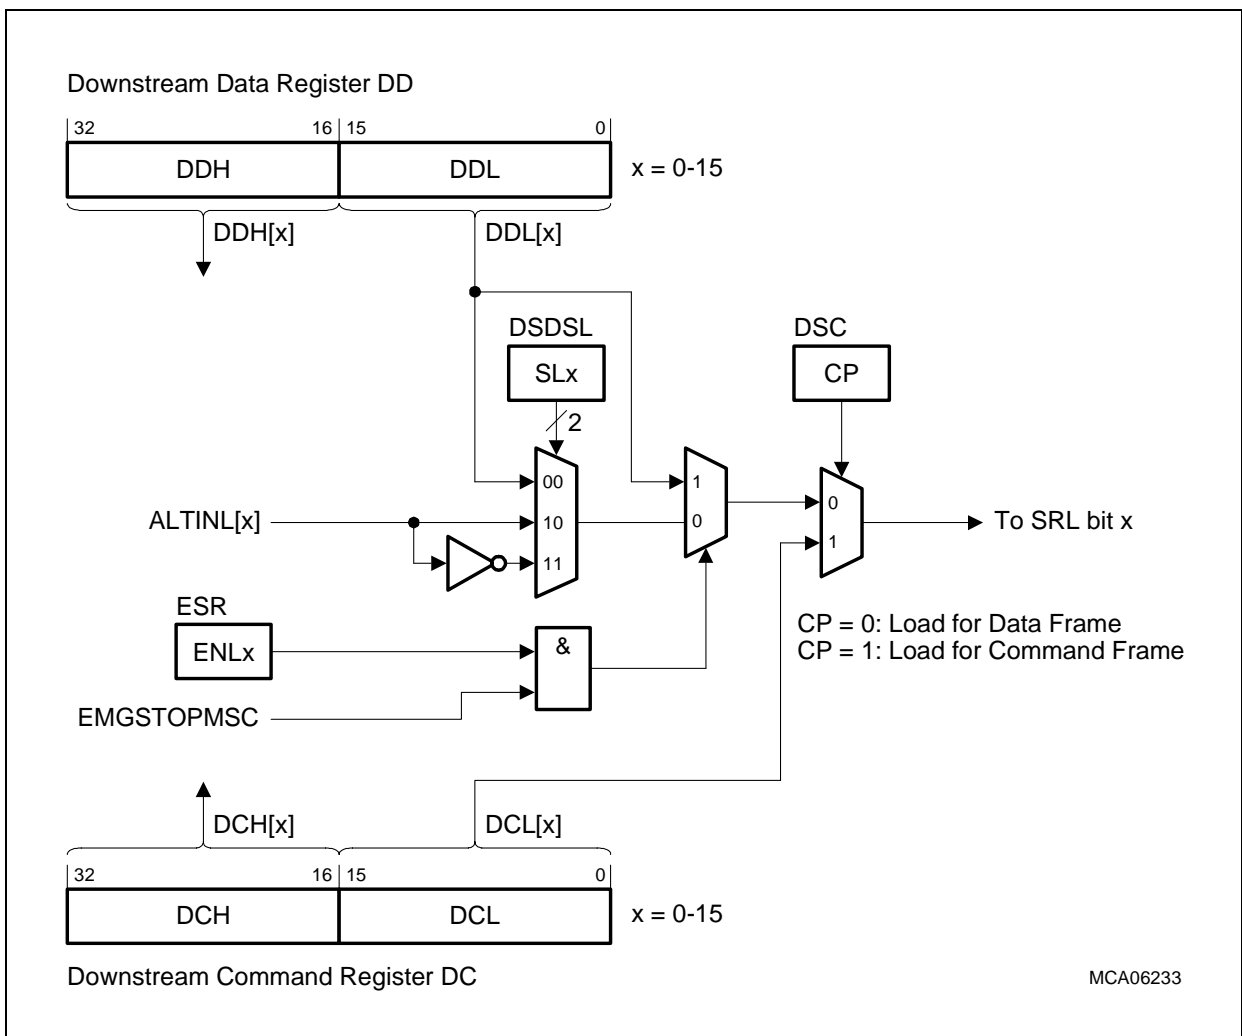 Downstream Data Register DD
32 16 15 0
DDH DDL x = 0-15
DDH[x] DDL[x]
DSDSL DSC
SLx CP
2
00 1
0
ALTINL[x] 10 0 To SRL bit x
1
11
ESR
CP = 0: Load for Data Frame
ENLx & CP = 1: Load for Command Frame
EMGSTOPMSC
DCH[x] DCL[x]
32 16 15 0
DCH DCL x = 0-15
Downstream Command Register DC
MCA06233